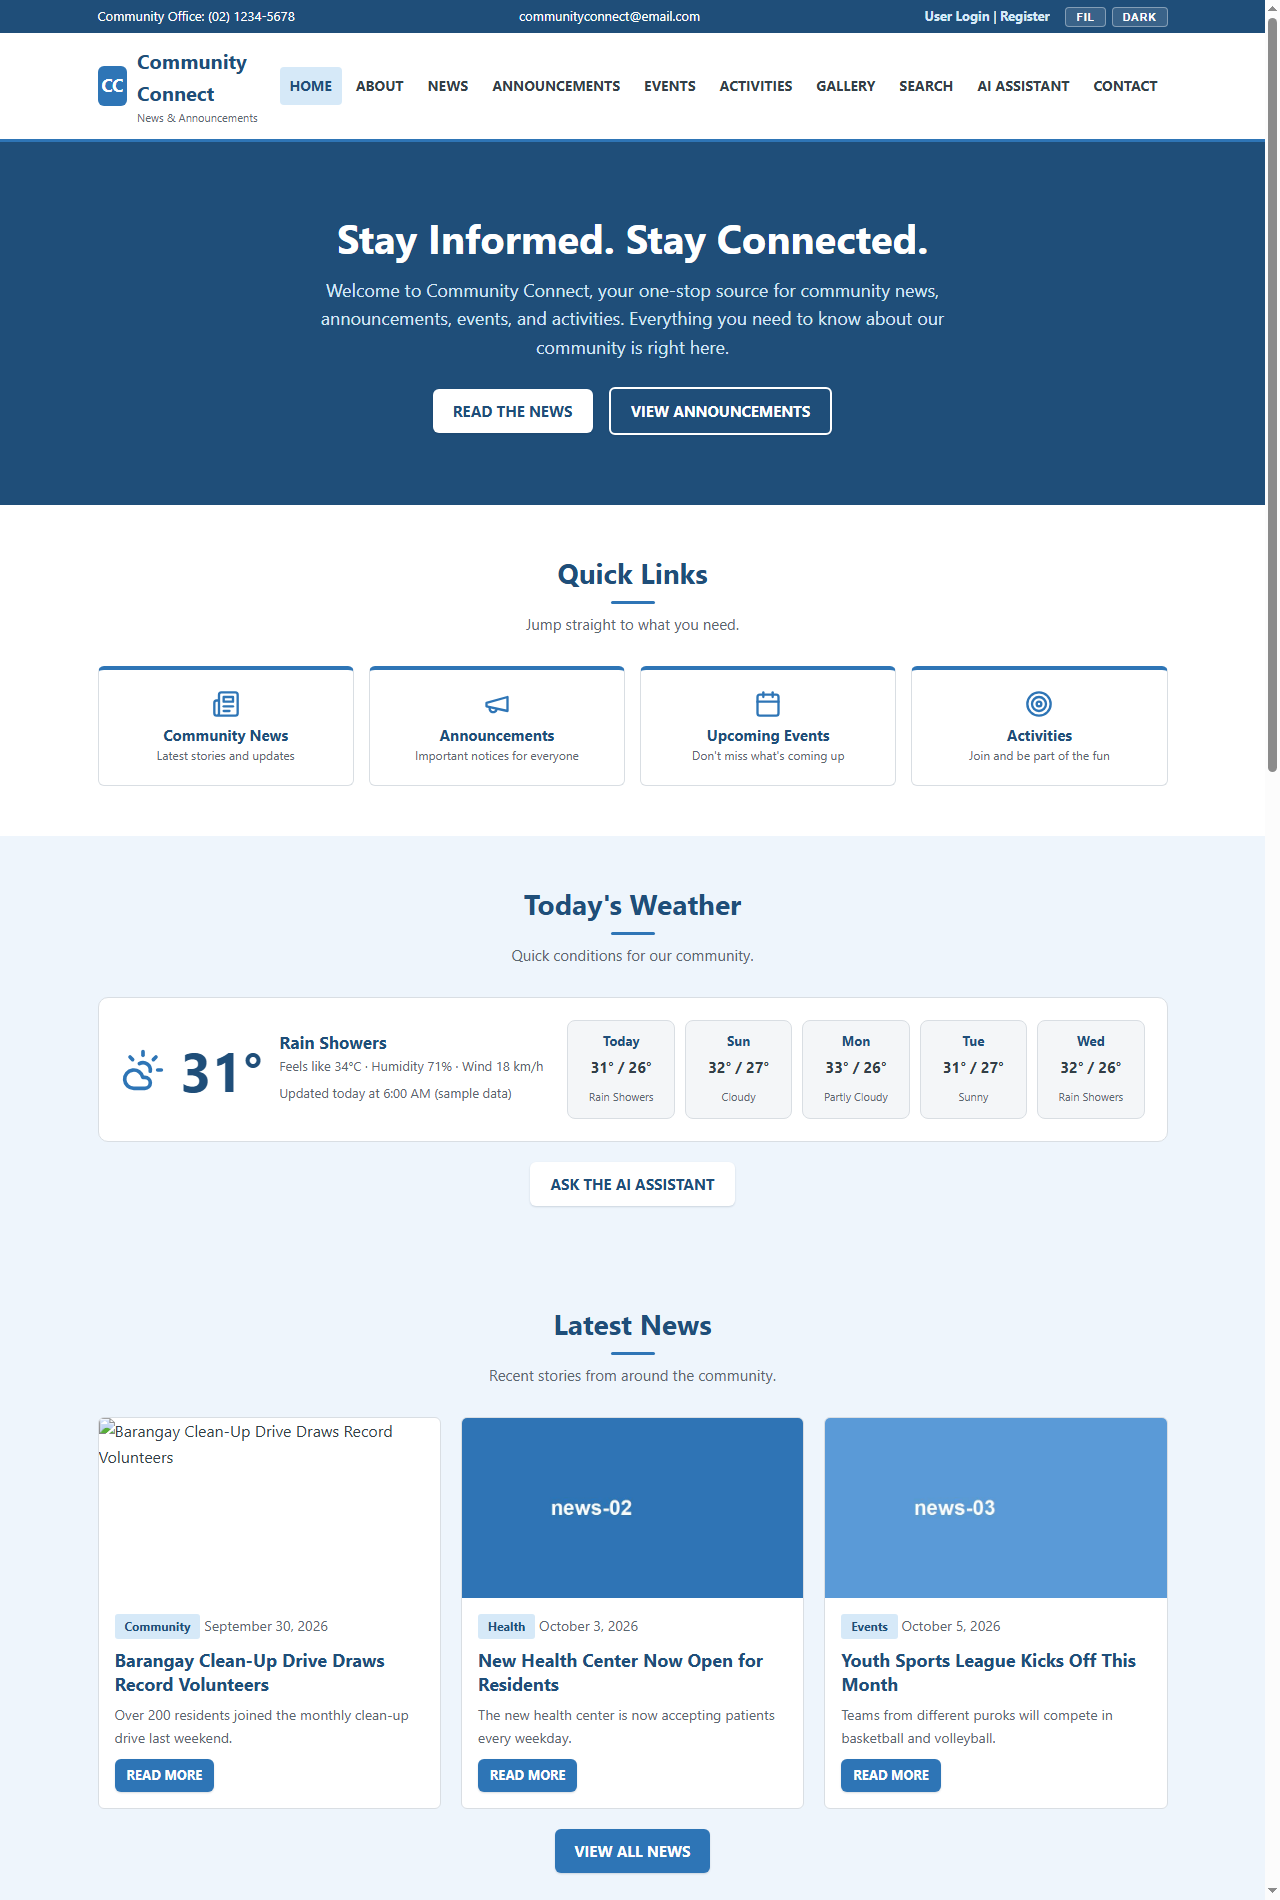 Community Office: (02) 1234-5678
communityconnect@email.com
User Login | Register
FIL
DARK
CC
Community
Connect
News & Announcements
HOME
ABOUT
NEWS
ANNOUNCEMENTS
EVENTS
ACTIVITIES
GALLERY
SEARCH
AI ASSISTANT
CONTACT
Stay Informed. Stay Connected.
Welcome to Community Connect, your one-stop source for community news,
announcements, events, and activities. Everything you need to know about our
community is right here.
READ THE NEWS
VIEW ANNOUNCEMENTS
Quick Links
Jump straight to what you need.
Community News
Latest stories and updates
Announcements
Important notices for everyone
Upcoming Events
Don't miss what's coming up
Activities
Join and be part of the fun
Today's Weather
Quick conditions for our community.
31°
Rain Showers
Feels like 34°C · Humidity 71% · Wind 18 km/h
Updated today at 6:00 AM (sample data)
Today
31° / 26°
Rain Showers
Sun
32° / 27°
Cloudy
Mon
33° / 26°
Partly Cloudy
Tue
31° / 27°
Sunny
Wed
32° / 26°
Rain Showers
ASK THE AI ASSISTANT
Latest News
Recent stories from around the community.
Barangay Clean-Up Drive Draws Record
Volunteers
Community September 30, 2026
Barangay Clean-Up Drive Draws
Record Volunteers
Over 200 residents joined the monthly clean-up
drive last weekend.
READ MORE
news-02
Health October 3, 2026
New Health Center Now Open for
Residents
The new health center is now accepting patients
every weekday.
READ MORE
news-03
Events October 5, 2026
Youth Sports League Kicks Off This
Month
Teams from different puroks will compete in
basketball and volleyball.
READ MORE
VIEW ALL NEWS